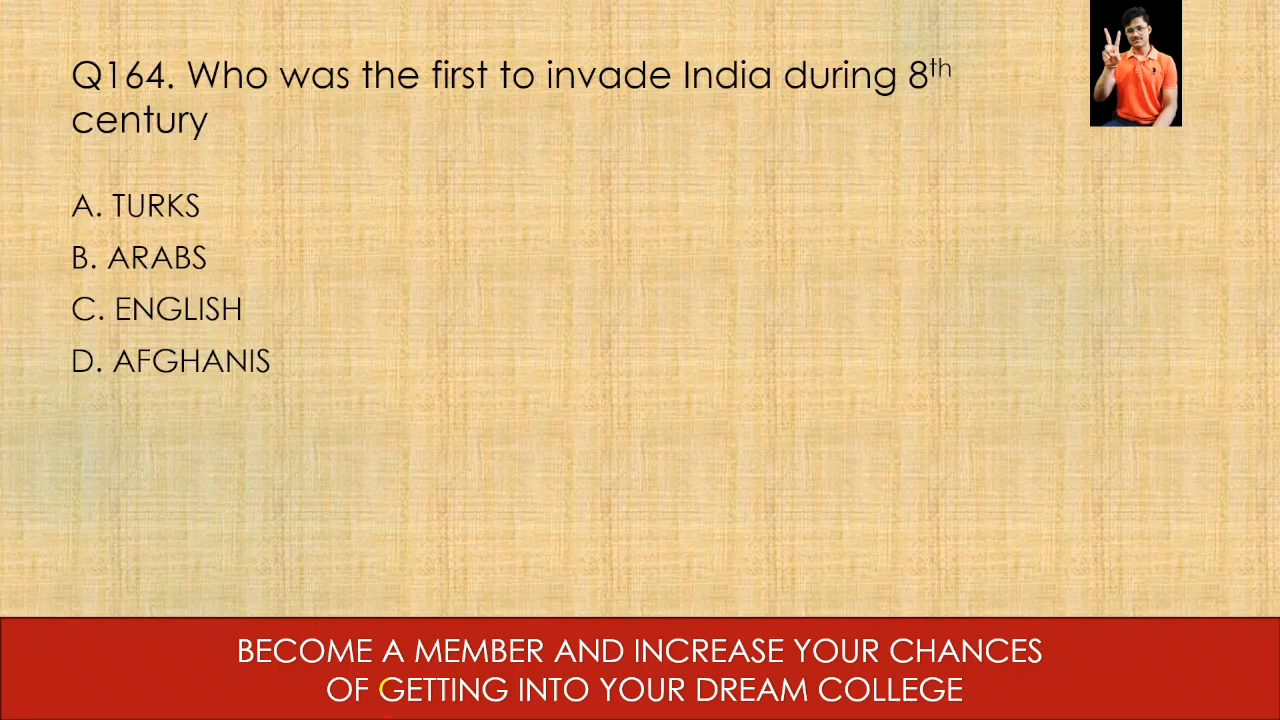 Q164. Who was the first to invade India during 8th
century
A. TURKS
B. ARABS
C. ENGLISH
D. AFGHANIS
BECOME A MEMBER AND INCREASE YOUR CHANCES
OF GETTING INTO YOUR DREAM COLLEGE